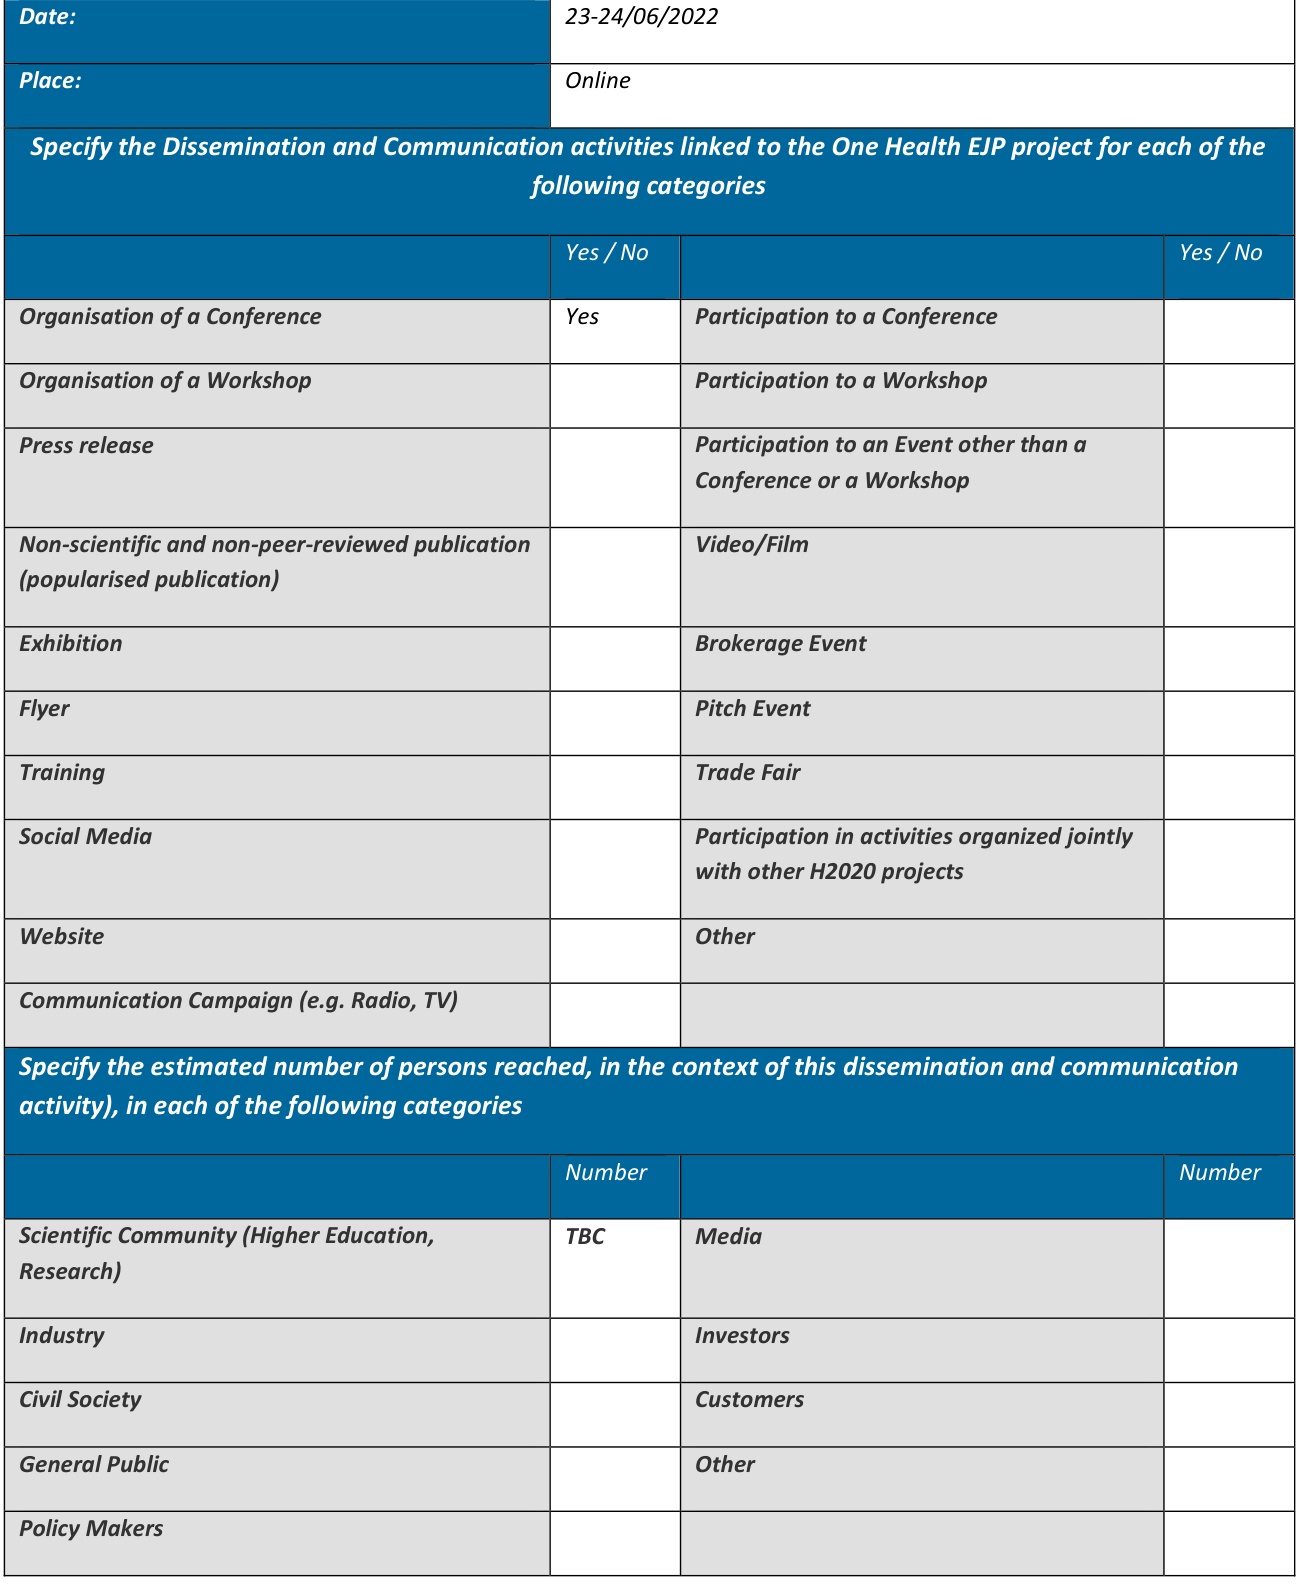 Date: 23-24/06/2022
Place: Online
Specify the Dissemination and Communication activities linked to the One Health EJP project for each of the
following categories
Yes / No Yes / No
Organisation of a Conference Yes Participation to a Conference
Organisation of a Workshop Participation to a Workshop
Press release Participation to an Event other than a
Conference or a Workshop
Non-scientific and non-peer-reviewed publication Video/Film
(popularised publication)
Exhibition Brokerage Event
Flyer Pitch Event
Training Trade Fair
Social Media Participation in activities organized jointly
with other H2020 projects
Website Other
Communication Campaign (e.g. Radio, TV)
Specify the estimated number of persons reached, in the context of this dissemination and communication
activity), in each of the following categories
Number Number
Scientific Community (Higher Education, TBC Media
Research)
Industry Investors
Civil Society Customers
General Public Other
Policy Makers